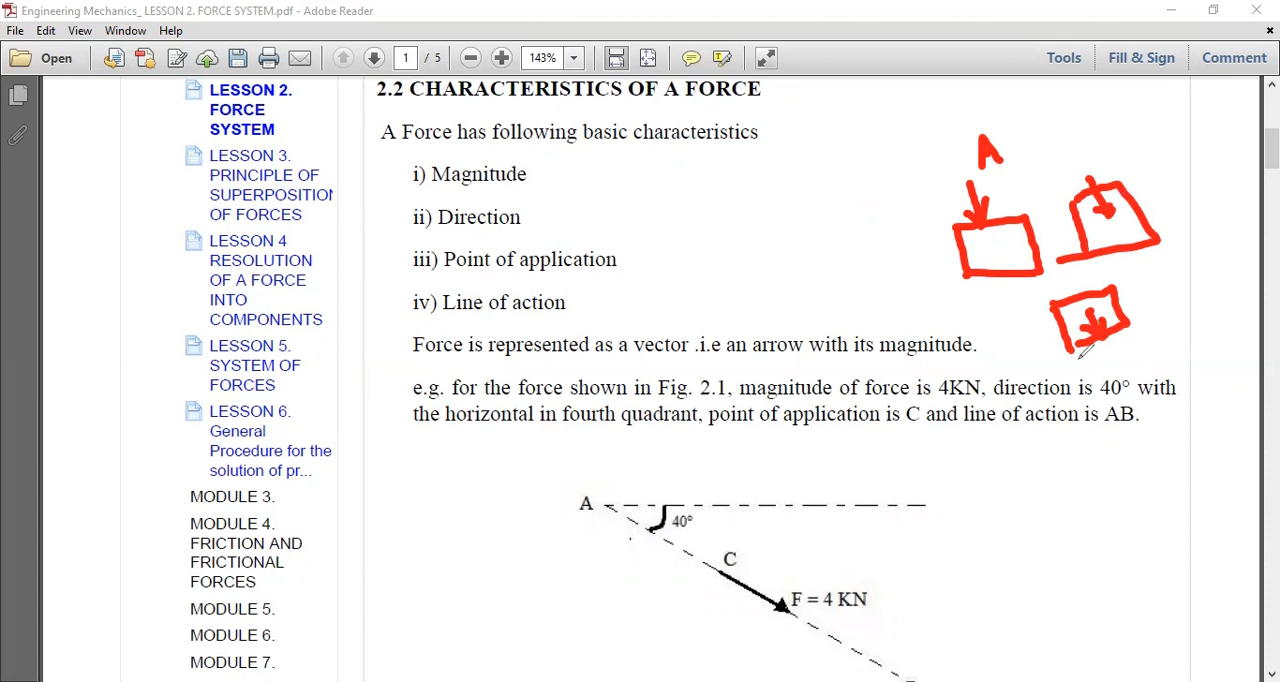 Engineering Mechanics_ LESSON 2. FORCE SYSTEM.pdf - Adobe Reader
File Edit View Window Help
Open 1 / 5 143% Tools Fill & Sign Comment
LESSON 2.
FORCE
SYSTEM
LESSON 3.
PRINCIPLE OF
SUPERPOSITION
OF FORCES
LESSON 4
RESOLUTION
OF A FORCE
INTO
COMPONENTS
LESSON 5.
SYSTEM OF
FORCES
LESSON 6.
General
Procedure for the
solution of pr...
MODULE 3.
MODULE 4.
FRICTION AND
FRICTIONAL
FORCES
MODULE 5.
MODULE 6.
MODULE 7.
2.2 CHARACTERISTICS OF A FORCE
A Force has following basic characteristics
i) Magnitude
ii) Direction
iii) Point of application
iv) Line of action
Force is represented as a vector .i.e an arrow with its magnitude.
e.g. for the force shown in Fig. 2.1, magnitude of force is 4KN, direction is 40° with
the horizontal in fourth quadrant, point of application is C and line of action is AB.
A
A
40°
C
F = 4 KN